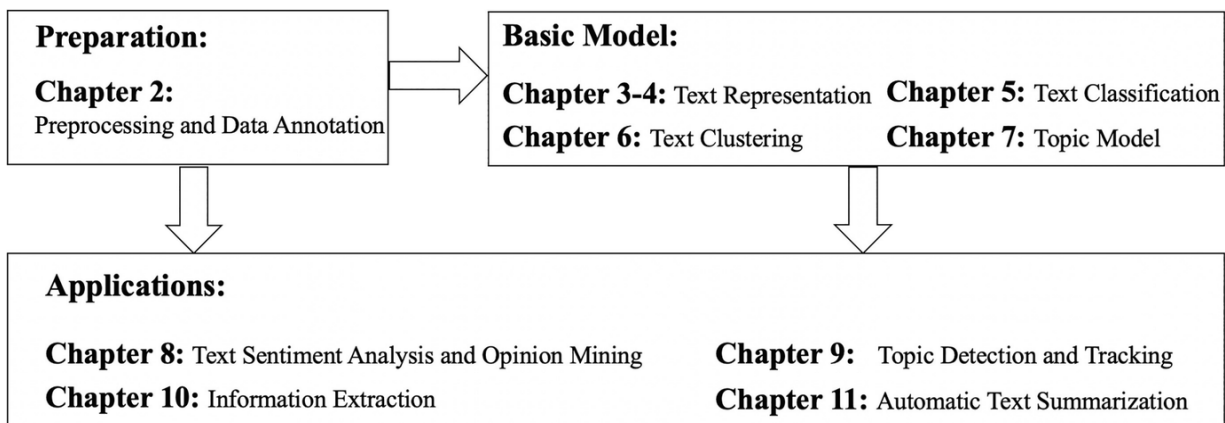 Preparation:
Chapter 2:
Preprocessing and Data Annotation
Basic Model:
Chapter 3-4: Text Representation
Chapter 5: Text Classification
Chapter 6: Text Clustering
Chapter 7: Topic Model
Applications:
Chapter 8: Text Sentiment Analysis and Opinion Mining
Chapter 9: Topic Detection and Tracking
Chapter 10: Information Extraction
Chapter 11: Automatic Text Summarization